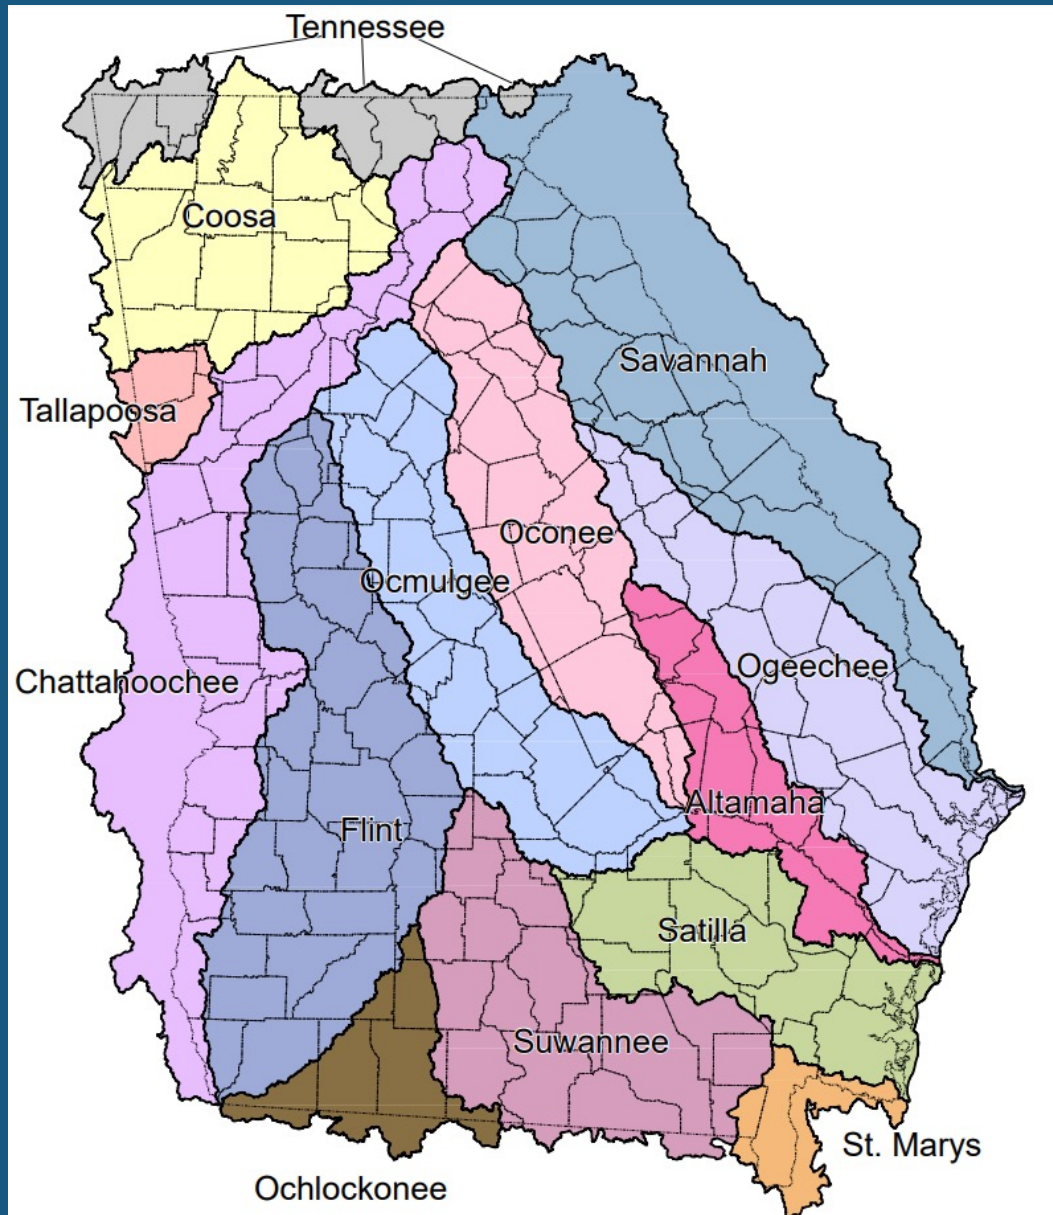 Tennessee
Coosa
Savannah
Tallapoosa
Oconee
Ocmulgee
Ogeechee
Chattahoochee
Altamaha
Flint
Satilla
Suwannee
St. Marys
Ochlockonee